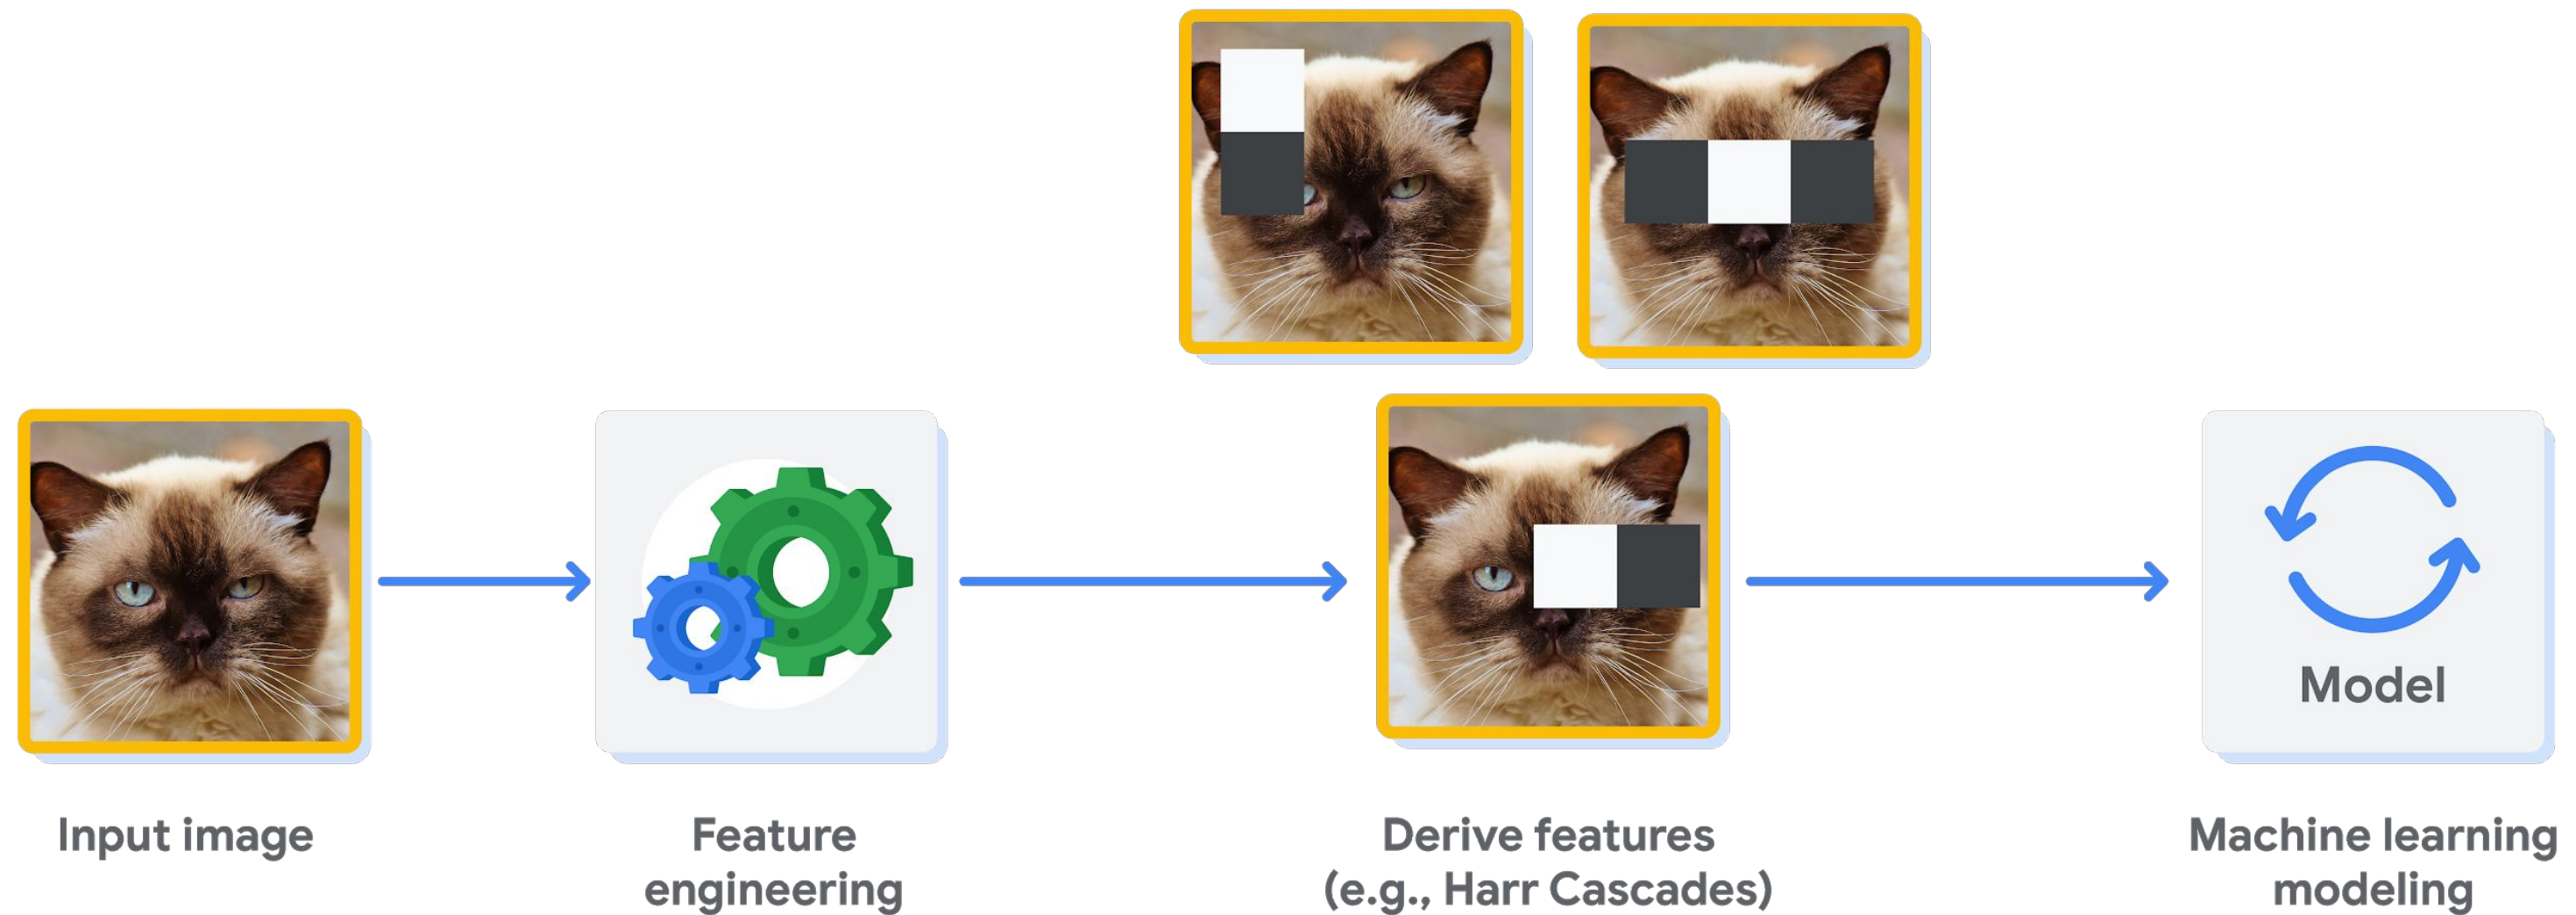 Model
Input image
Feature
engineering
Derive features
(e.g., Harr Cascades)
Machine learning
modeling